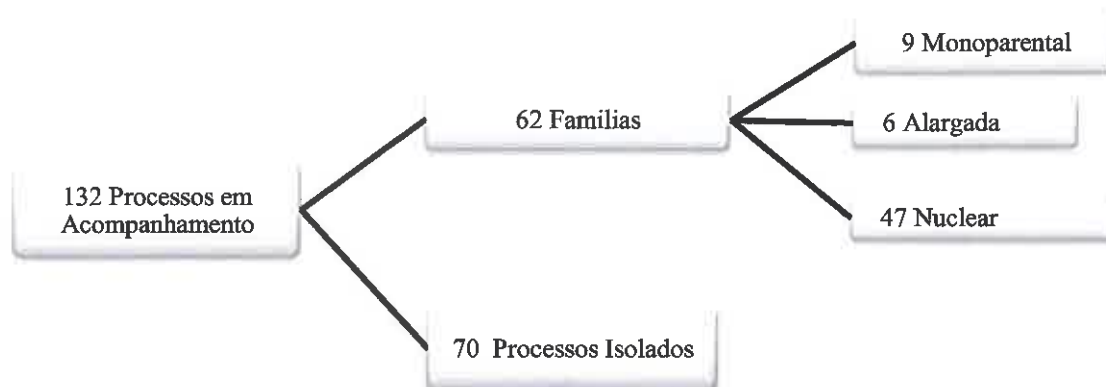 9 Monoparental
62 Familias
6 Alargada
132 Processos em
Acompanhamento
47 Nuclear
70 Processos Isolados